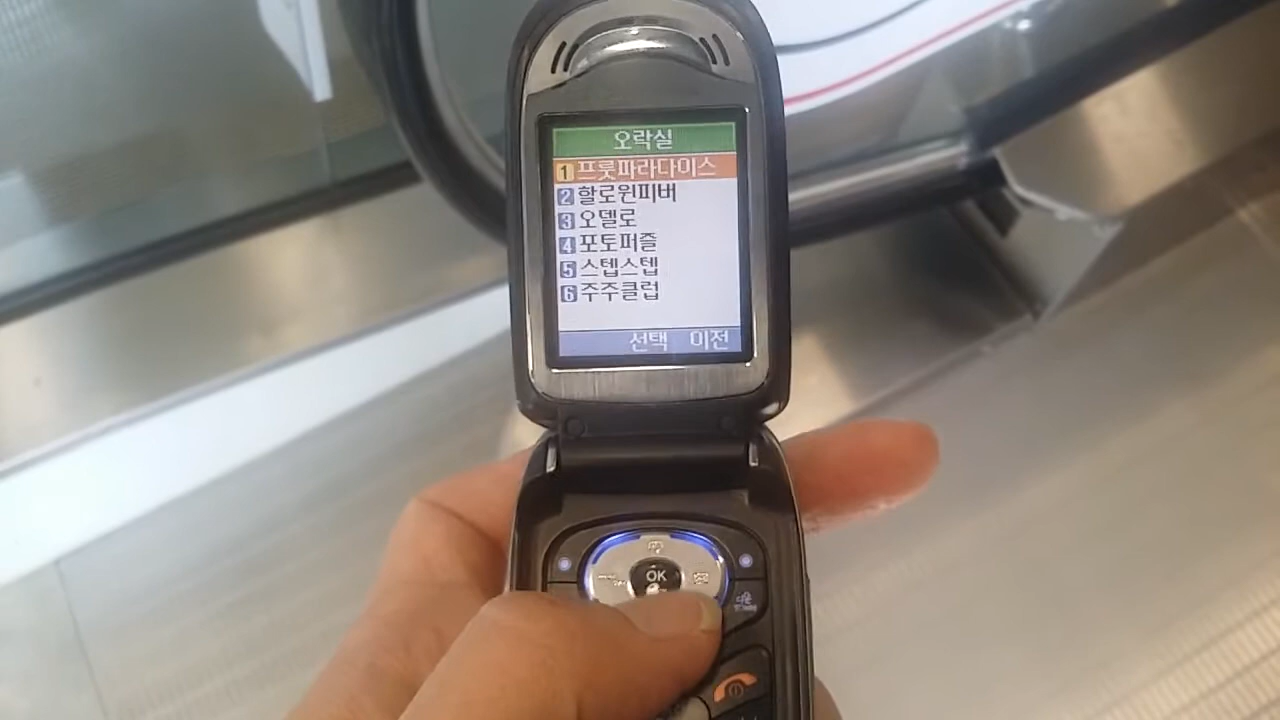 오락실
1 프룻파라다이스
2 할로윈피버
3 오델로
4 포토퍼즐
5 스텝스텝
6 주주클럽
선택 이전
OK